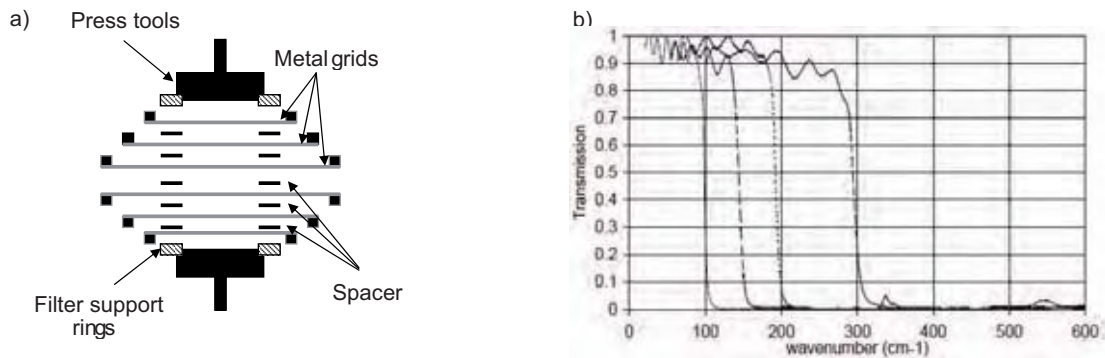 a)
Press tools
Metal grids
Filter support
rings
Spacer
b)
Transmission
1
0.9
0.8
0.7
0.6
0.5
0.4
0.3
0.2
0.1
0
0
100
200
300
400
500
600
wavenumber (cm-1)